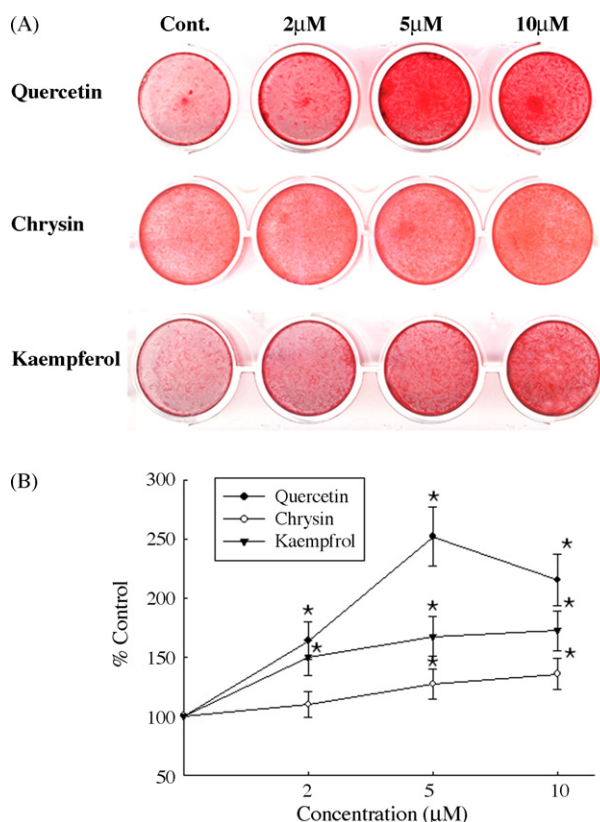 (A) Cont. 2μM 5μM 10μM
Quercetin
Chrysin
Kaempferol
(B)
300
250
200
150
100
50
% Control
Quercetin
Chrysin
Kaempfrol
* * * * * * * *
2 5 10
Concentration (μM)